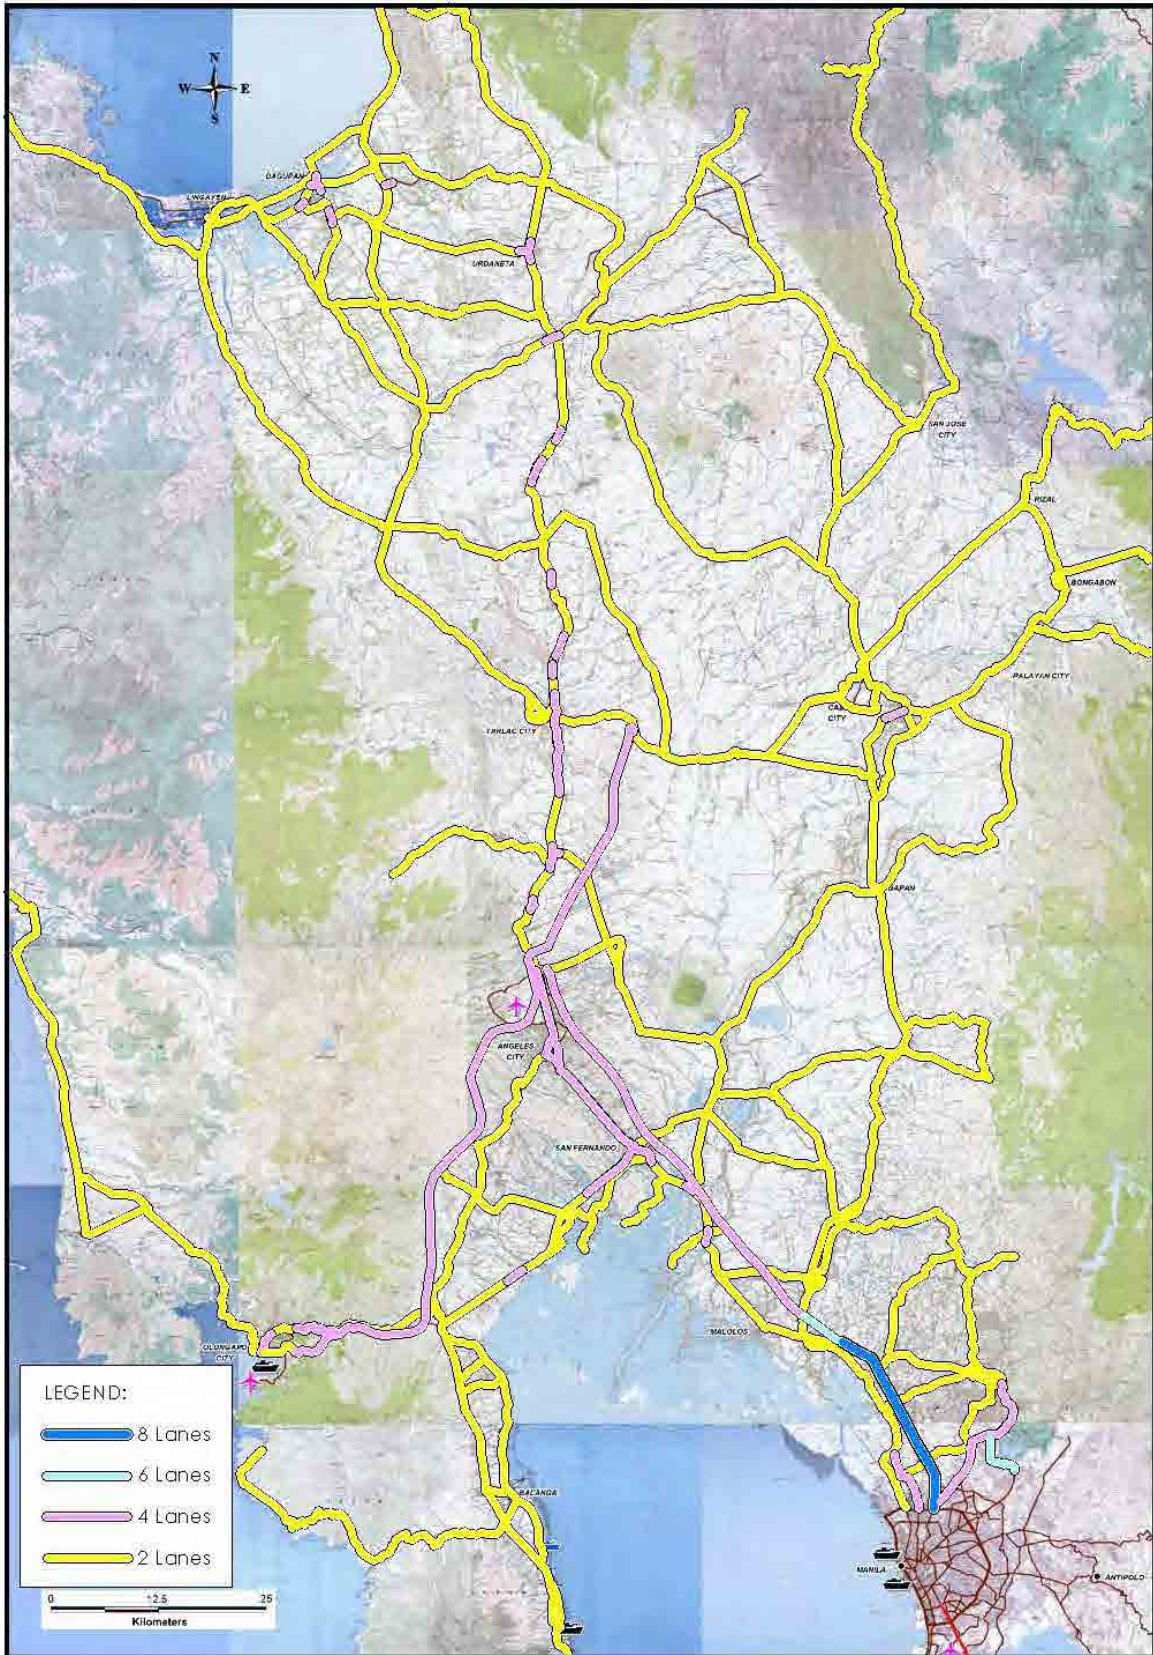 N
W E
S
DAGUPAN
LINGAYEN
URDANETA
SAN JOSE
CITY
RIZAL
BONGABON
PALAYAN CITY
CITY
TARLAC CITY
GAPAN
ANGELES
CITY
SAN FERNANDO
MALOLOS
OLONGAPO
CITY
LEGEND:
8 Lanes
6 Lanes
4 Lanes
2 Lanes
BALANGA
MANILA
ANTIPOLO
0 12.5 25
Kilometers